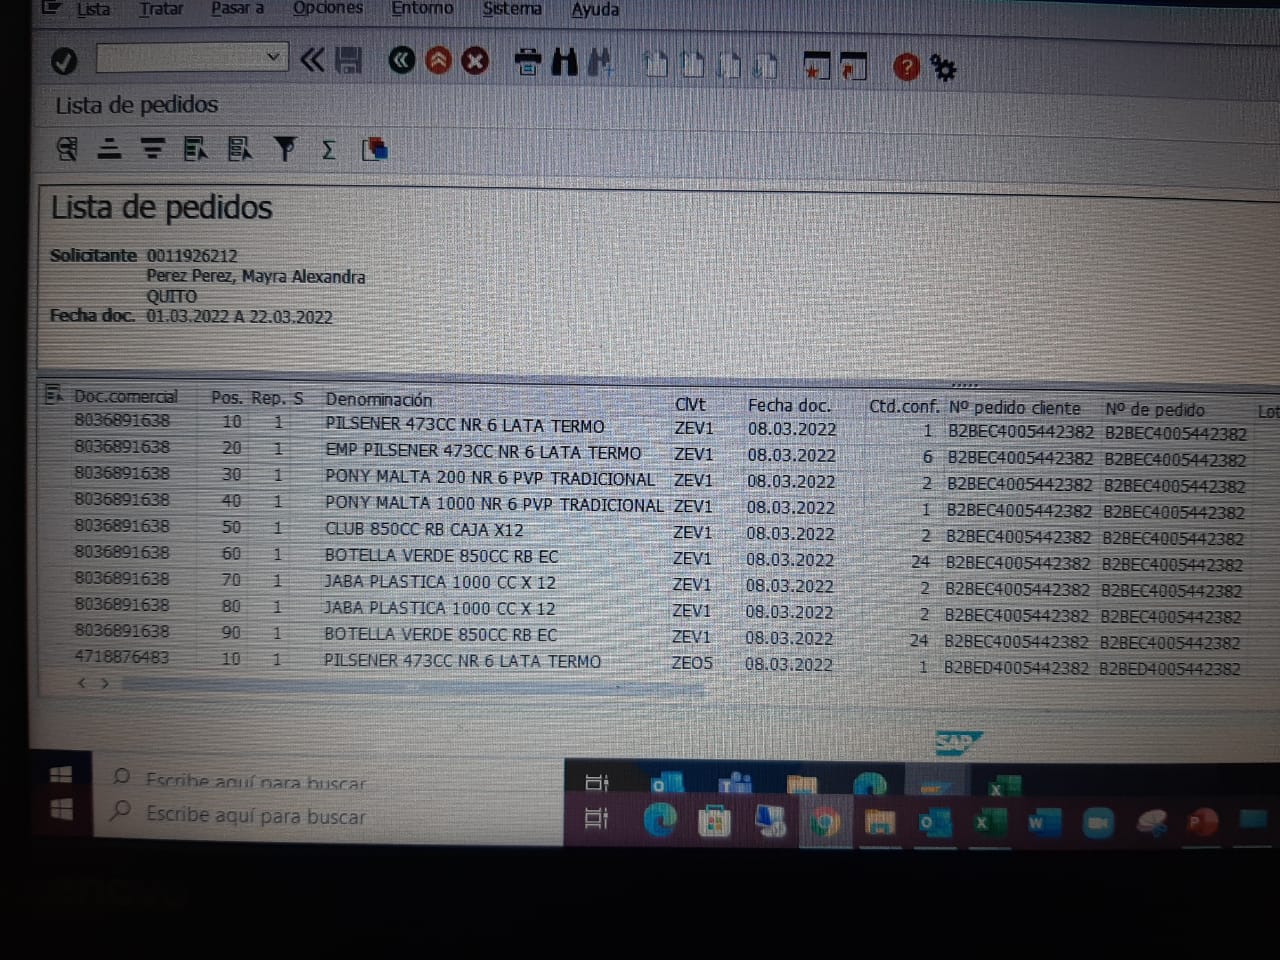 Lista Tratar Pasar a Opciones Entorno Sistema Ayuda
Lista de pedidos
Lista de pedidos
Solicitante 0011926212
Perez Perez, Mayra Alexandra
QUITO
Fecha doc. 01.03.2022 A 22.03.2022
Doc.comercial Pos. Rep. S Denominación ClVt Fecha doc. Ctd.conf. Nº pedido cliente Nº de pedido Lot
8036891638 10 1 PILSENER 473CC NR 6 LATA TERMO ZEV1 08.03.2022 1 B2BEC4005442382 B2BEC4005442382
8036891638 20 1 EMP PILSENER 473CC NR 6 LATA TERMO ZEV1 08.03.2022 6 B2BEC4005442382 B2BEC4005442382
8036891638 30 1 PONY MALTA 200 NR 6 PVP TRADICIONAL ZEV1 08.03.2022 2 B2BEC4005442382 B2BEC4005442382
8036891638 40 1 PONY MALTA 1000 NR 6 PVP TRADICIONAL ZEV1 08.03.2022 1 B2BEC4005442382 B2BEC4005442382
8036891638 50 1 CLUB 850CC RB CAJA X12 ZEV1 08.03.2022 2 B2BEC4005442382 B2BEC4005442382
8036891638 60 1 BOTELLA VERDE 850CC RB EC ZEV1 08.03.2022 24 B2BEC4005442382 B2BEC4005442382
8036891638 70 1 JABA PLASTICA 1000 CC X 12 ZEV1 08.03.2022 2 B2BEC4005442382 B2BEC4005442382
8036891638 80 1 JABA PLASTICA 1000 CC X 12 ZEV1 08.03.2022 2 B2BEC4005442382 B2BEC4005442382
8036891638 90 1 BOTELLA VERDE 850CC RB EC ZEV1 08.03.2022 24 B2BEC4005442382 B2BEC4005442382
4718876483 10 1 PILSENER 473CC NR 6 LATA TERMO ZEO5 08.03.2022 1 B2BED4005442382 B2BED4005442382
SAP
Escribe aquí para buscar
Escribe aquí para buscar